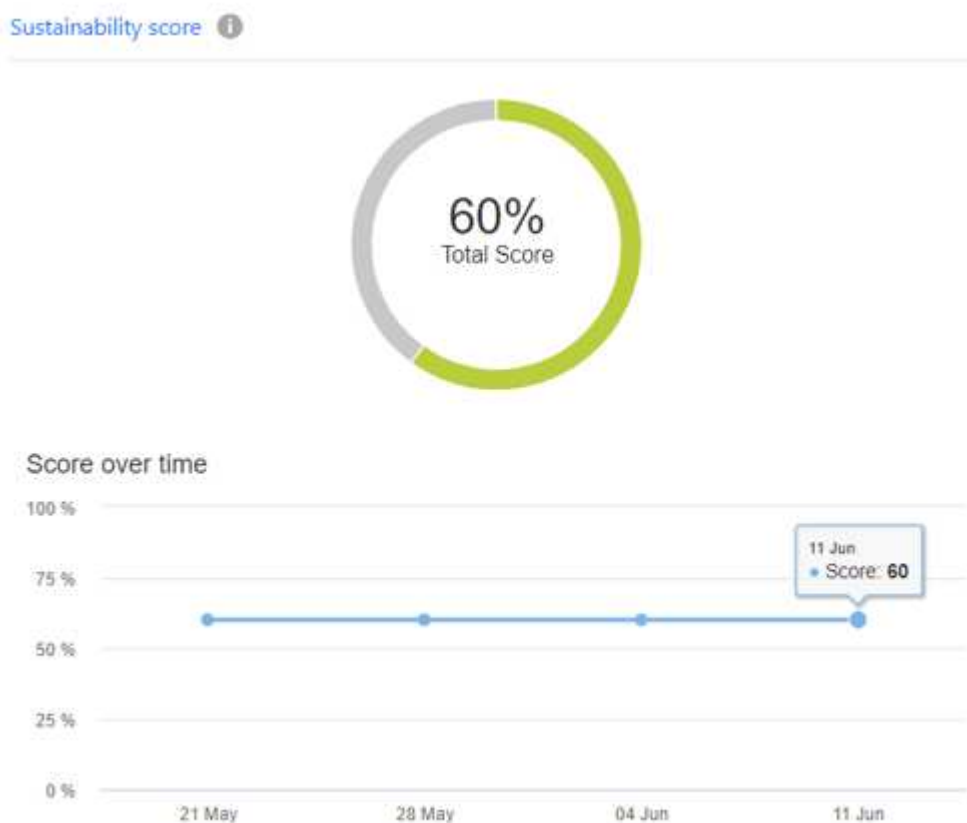 Sustainability score i
60%
Total Score
Score over time
100 %
75 %
50 %
25 %
0 %
11 Jun
Score: 60
21 May
28 May
04 Jun
11 Jun